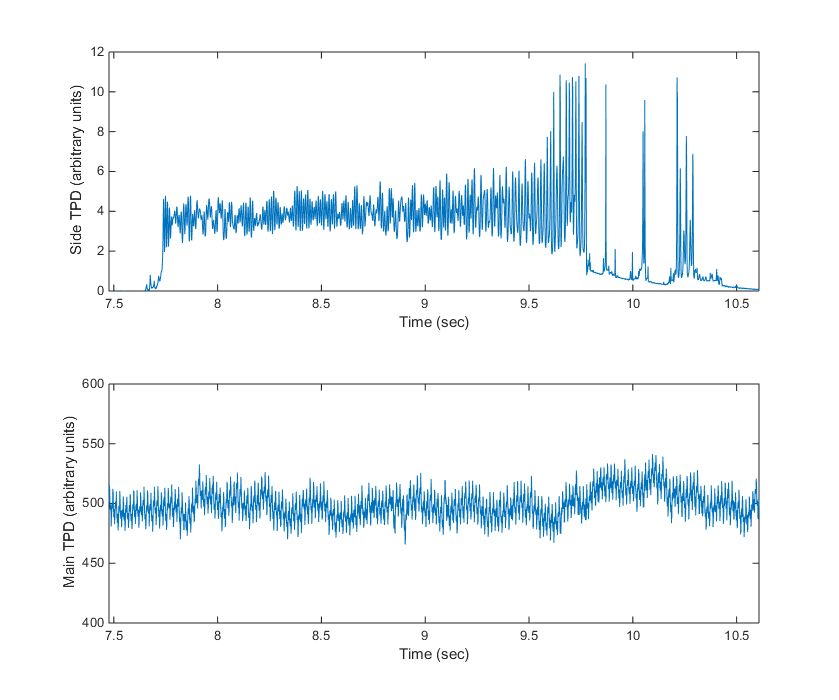 12
10
8
6
4
2
0
Side TPD (arbitrary units)
7.5 8 8.5 9 9.5 10 10.5
Time (sec)
600
550
500
450
400
Main TPD (arbitrary units)
7.5 8 8.5 9 9.5 10 10.5
Time (sec)